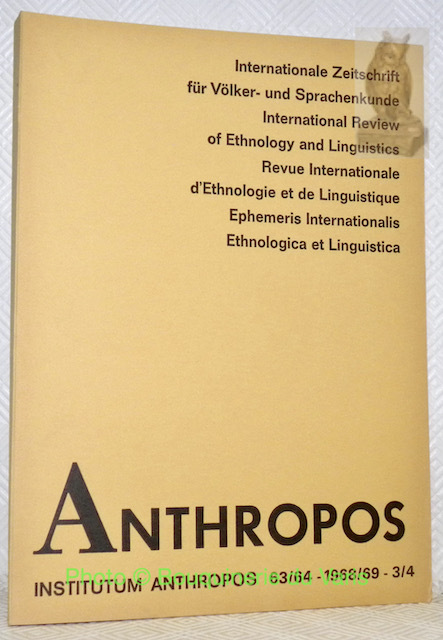 Internationale Zeitschrift
für Völker- und Sprachenkunde
International Review
of Ethnology and Linguistics
Revue Internationale
d'Ethnologie et de Linguistique
Ephemeris Internationalis
Ethnologica et Linguistica
ANTHROPOS
INSTITUTUM ANTHROPOS 63/64 - 1968/69 - 3/4
Photo ©